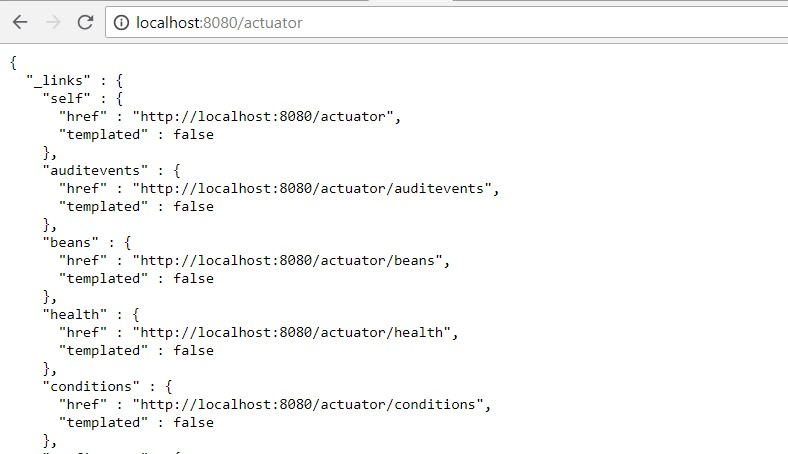 localhost:8080/actuator
{
  "_links" : {
    "self" : {
      "href" : "http://localhost:8080/actuator",
      "templated" : false
    },
    "auditevents" : {
      "href" : "http://localhost:8080/actuator/auditevents",
      "templated" : false
    },
    "beans" : {
      "href" : "http://localhost:8080/actuator/beans",
      "templated" : false
    },
    "health" : {
      "href" : "http://localhost:8080/actuator/health",
      "templated" : false
    },
    "conditions" : {
      "href" : "http://localhost:8080/actuator/conditions",
      "templated" : false
    },